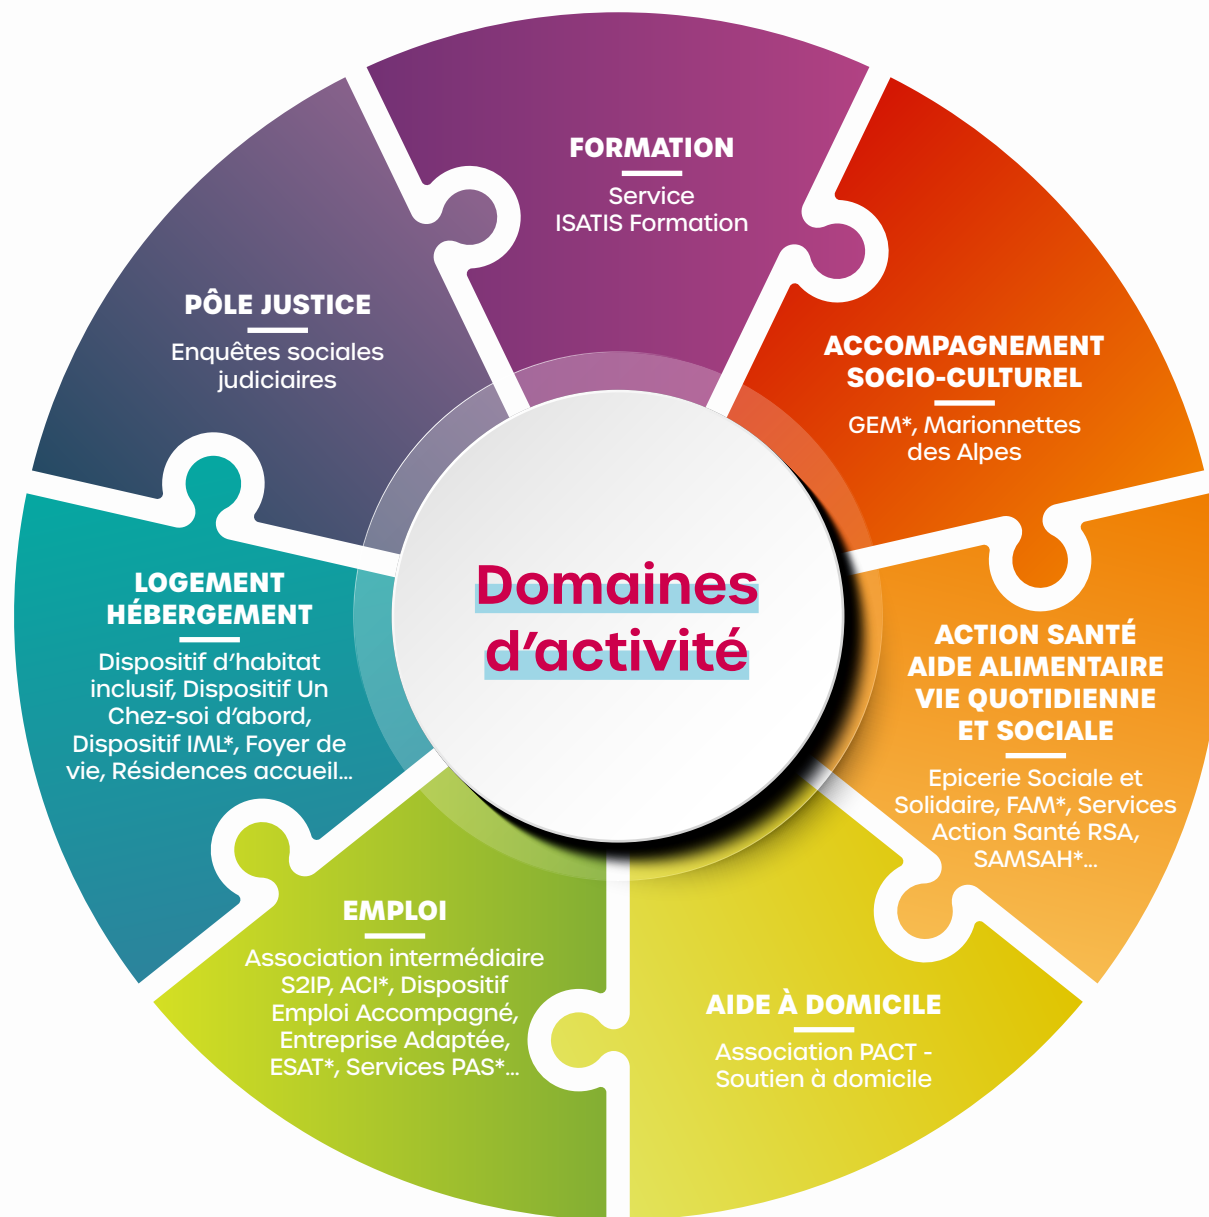 FORMATION
Service
ISATIS Formation
PÔLE JUSTICE
Enquêtes sociales
judiciaires
ACCOMPAGNEMENT
SOCIO-CULTUREL
GEM*, Marionnettes
des Alpes
Domaines
d’activité
LOGEMENT
HÉBERGEMENT
Dispositif d’habitat
inclusif, Dispositif Un
Chez-soi d’abord,
Dispositif IML*, Foyer de
vie, Résidences accueil...
ACTION SANTÉ
AIDE ALIMENTAIRE
VIE QUOTIDIENNE
ET SOCIALE
Epicerie Sociale et
Solidaire, FAM*, Services
Action Santé RSA,
SAMSAH*...
EMPLOI
Association intermédiaire
S2IP, ACI*, Dispositif
Emploi Accompagné,
Entreprise Adaptée,
ESAT*, Services PAS*...
AIDE À DOMICILE
Association PACT -
Soutien à domicile